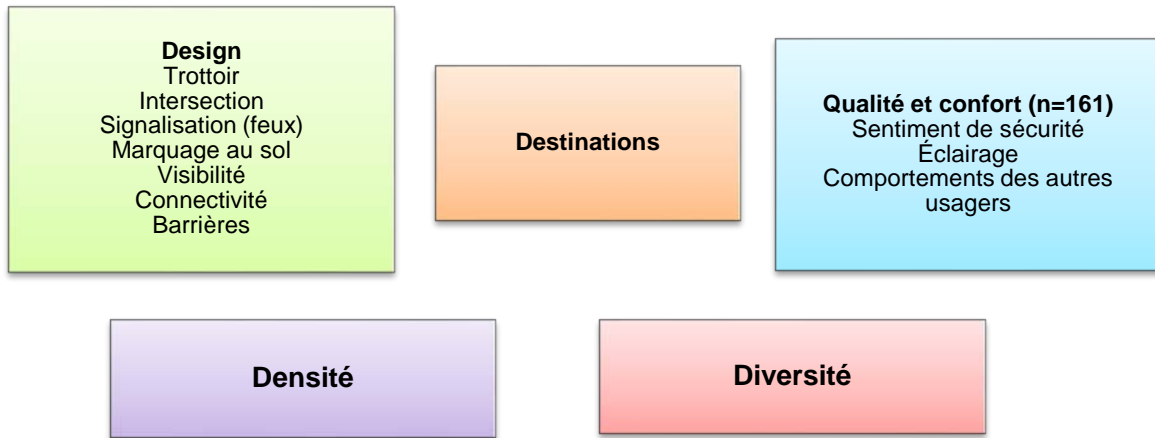 Design
Trottoir
Intersection
Signalisation (feux)
Marquage au sol
Visibilité
Connectivité
Barrières
Destinations
Qualité et confort (n=161)
Sentiment de sécurité
Éclairage
Comportements des autres
usagers
Densité
Diversité